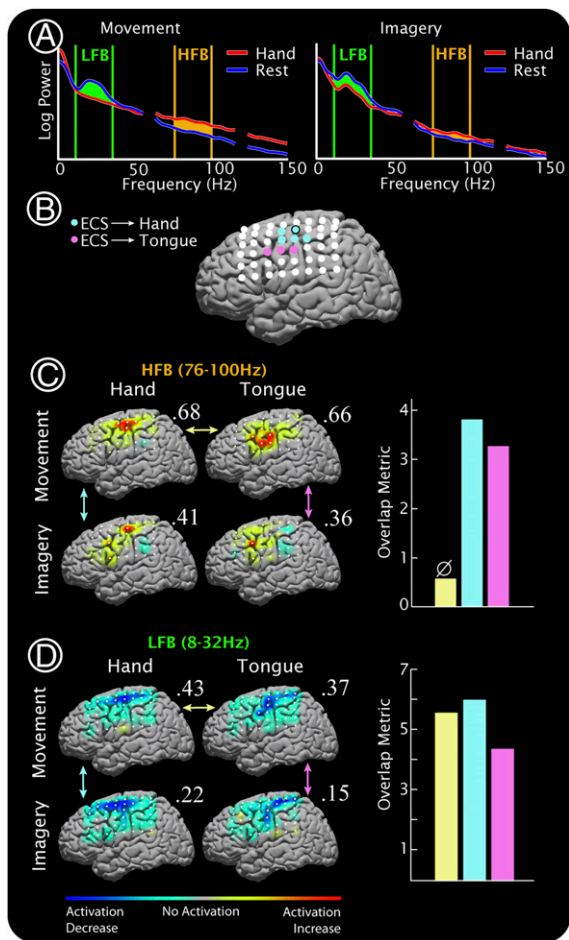 A
Movement
Imagery
LFB
HFB
Hand
Rest
LFB
HFB
Hand
Rest
Log Power
0
50
100
150
0
50
100
150
Frequency (Hz)
Frequency (Hz)
B
ECS → Hand
ECS → Tongue
C
HFB (76-100Hz)
Hand
Tongue
Movement
.68
.66
Imagery
.41
.36
Overlap Metric
4
3
2
1
0
∅
D
LFB (8-32Hz)
Hand
Tongue
Movement
.43
.37
Imagery
.22
.15
Overlap Metric
7
5
3
1
Activation
Decrease
No Activation
Activation
Increase